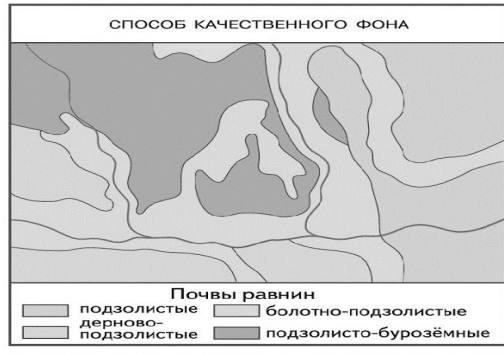 СПОСОБ КАЧЕСТВЕННОГО ФОНА
Почвы равнин
подзолистые
дерново-
подзолистые
болотно-подзолистые
подзолисто-бурозёмные